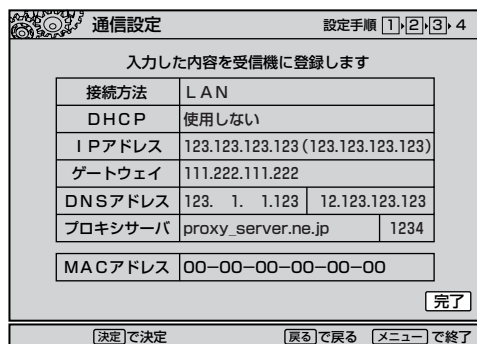 通信設定 設定手順 1 2 3 4
入力した内容を受信機に登録します
接続方法 LAN
DHCP 使用しない
IPアドレス 123.123.123.123(123.123.123.123)
ゲートウェイ 111.222.111.222
DNSアドレス 123. 1. 1.123 12.123.123.123
プロキシサーバ proxy_server.ne.jp 1234
MACアドレス 00-00-00-00-00-00
完了
決定で決定 戻るで戻る メニューで終了